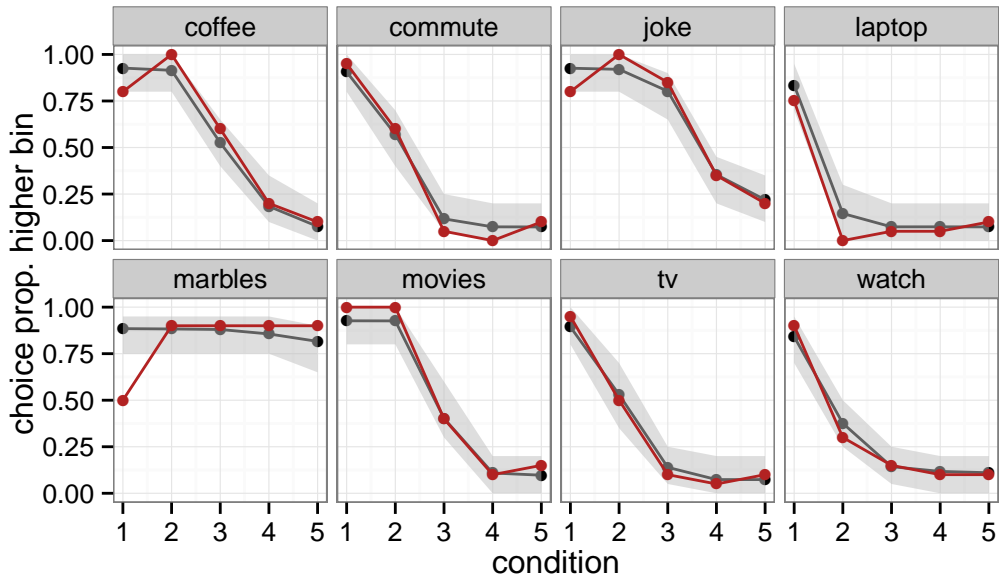 coffee commute joke laptop
1.00
0.75
0.50
0.25
0.00
marbles movies tv watch
1.00
0.75
0.50
0.25
0.00
1 2 3 4 5 1 2 3 4 5 1 2 3 4 5 1 2 3 4 5
condition
choice prop. higher bin